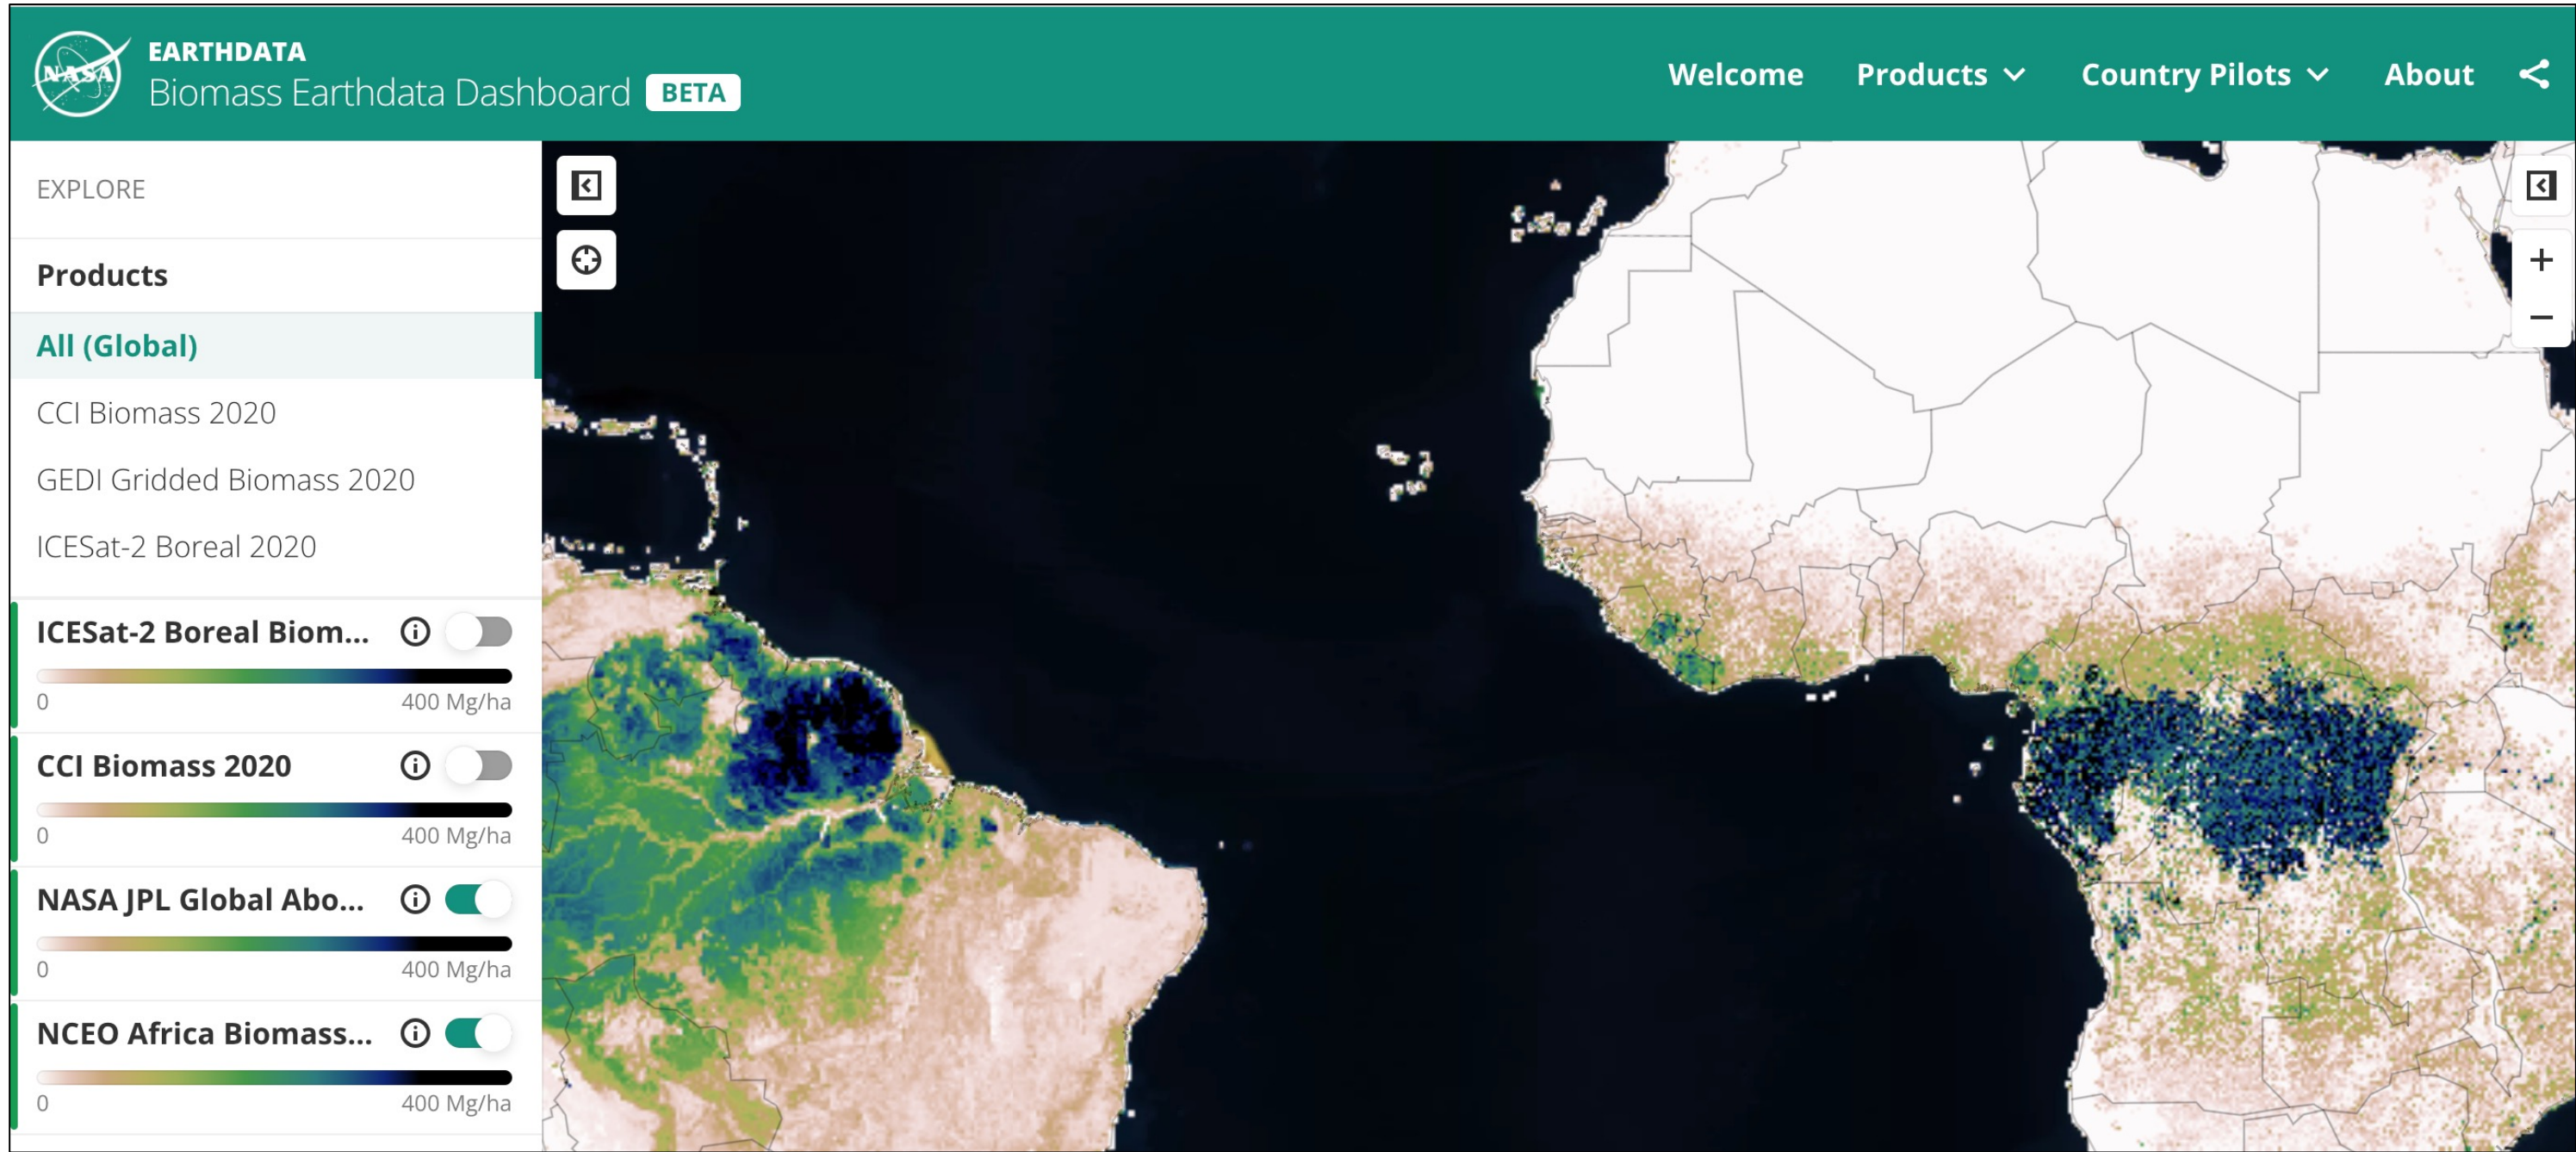 NASA
EARTHDATA
Biomass Earthdata Dashboard BETA
Welcome Products Country Pilots About
EXPLORE
Products
All (Global)
CCI Biomass 2020
GEDI Gridded Biomass 2020
ICESat-2 Boreal 2020
ICESat-2 Boreal Biom...
0 400 Mg/ha
CCI Biomass 2020
0 400 Mg/ha
NASA JPL Global Abo...
0 400 Mg/ha
NCEO Africa Biomass...
0 400 Mg/ha